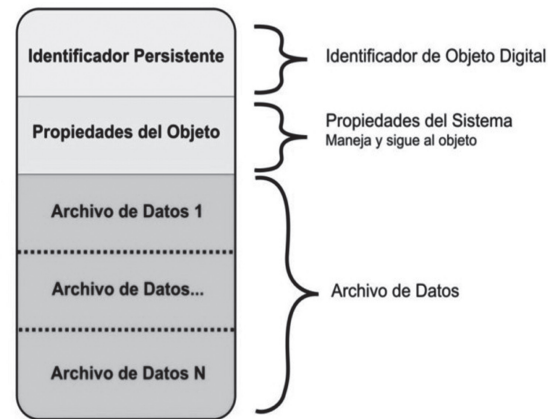 Identificador Persistente
Identificador de Objeto Digital
Propiedades del Objeto
Propiedades del Sistema
Maneja y sigue al objeto
Archivo de Datos 1
Archivo de Datos...
Archivo de Datos
Archivo de Datos N